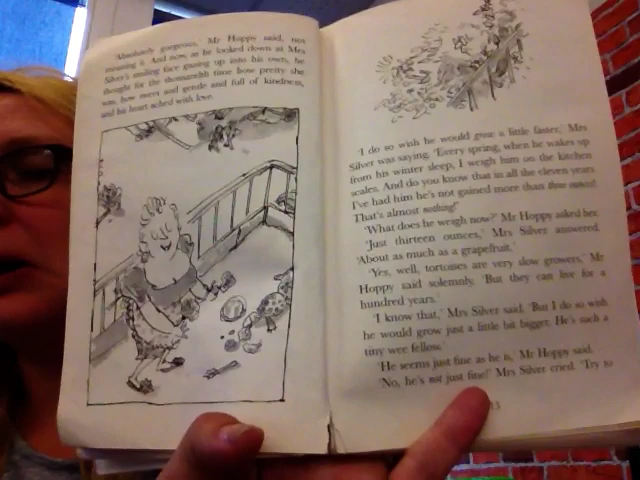 'Absolutely gorgeous,' Mr Hoppy said, not
meaning it. And now, as he looked down at Mrs
Silver's smiling face gazing up into his own, he
thought for the thousandth time how pretty she
was, how sweet and gentle and full of kindness,
and his heart ached with love.
'I do so wish he would grow a little faster,' Mrs
Silver was saying. 'Every spring, when he wakes up
from his winter sleep, I weigh him on the kitchen
scales. And do you know that in all the eleven years
I've had him he's not gained more than three ounces!
That's almost nothing!'
'What does he weigh now?' Mr Hoppy asked her.
'Just thirteen ounces,' Mrs Silver answered.
'About as much as a grapefruit.'
'Yes, well, tortoises are very slow growers,' Mr
Hoppy said solemnly. 'But they can live for a
hundred years.'
'I know that,' Mrs Silver said. 'But I do so wish
he would grow just a little bit bigger. He's such a
tiny wee fellow.'
'He seems just fine as he is,' Mr Hoppy said.
'No, he's not just fine!' Mrs Silver cried. 'Try to
13